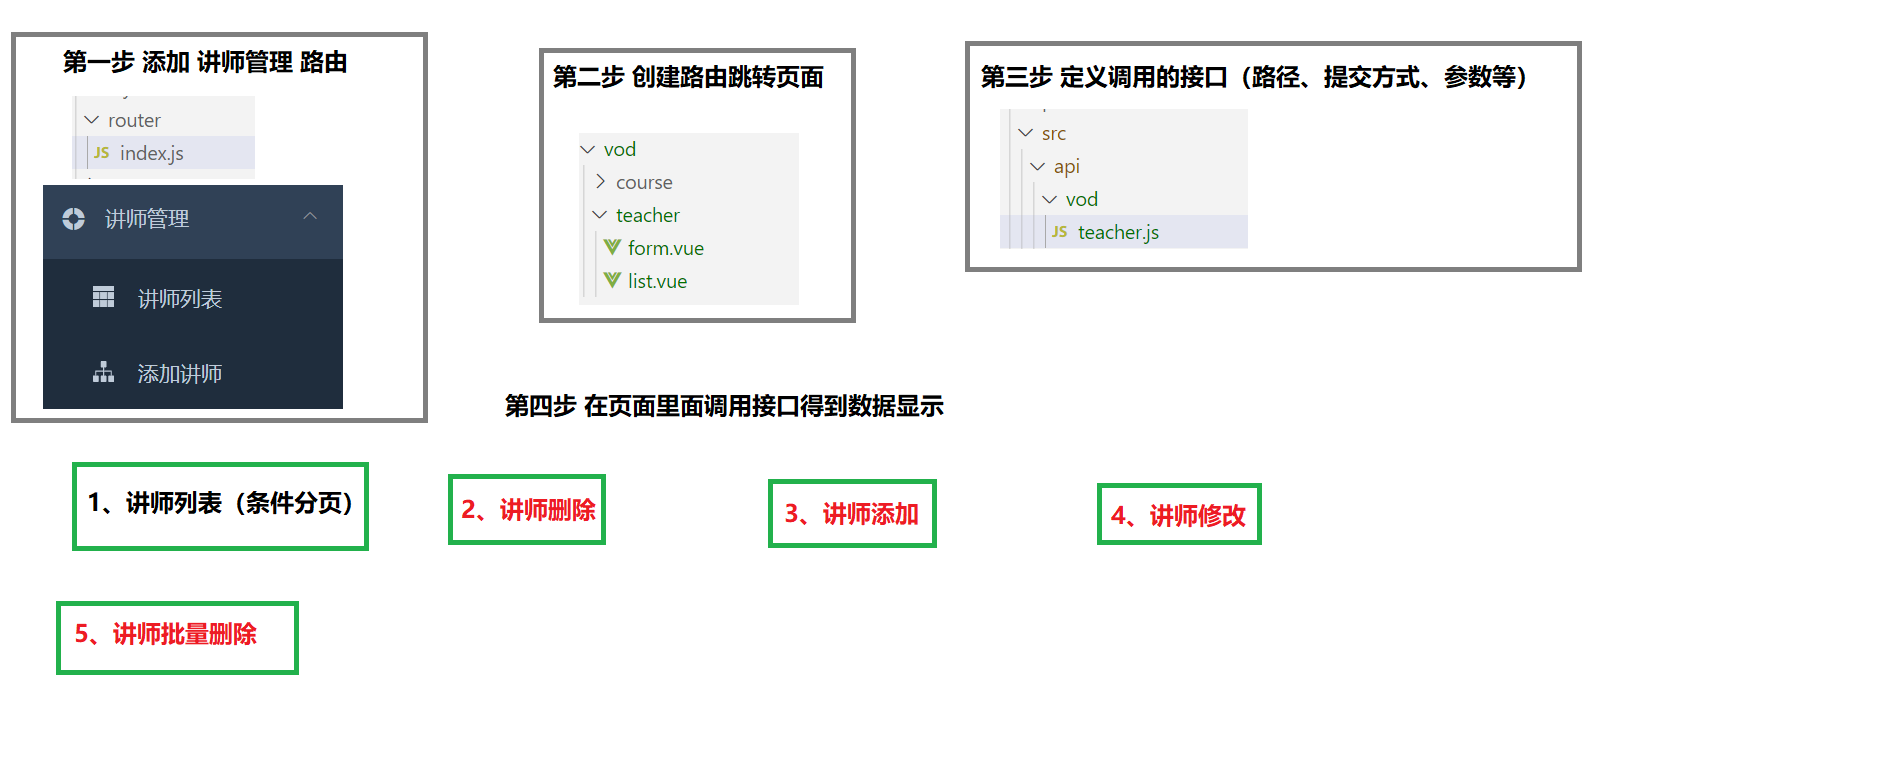 第一步 添加 讲师管理 路由
router
JS index.js
讲师管理
讲师列表
添加讲师
第二步 创建路由跳转页面
vod
course
teacher
form.vue
list.vue
第三步 定义调用的接口（路径、提交方式、参数等）
src
api
vod
JS teacher.js
第四步 在页面里面调用接口得到数据显示
1、讲师列表（条件分页）
2、讲师删除
3、讲师添加
4、讲师修改
5、讲师批量删除